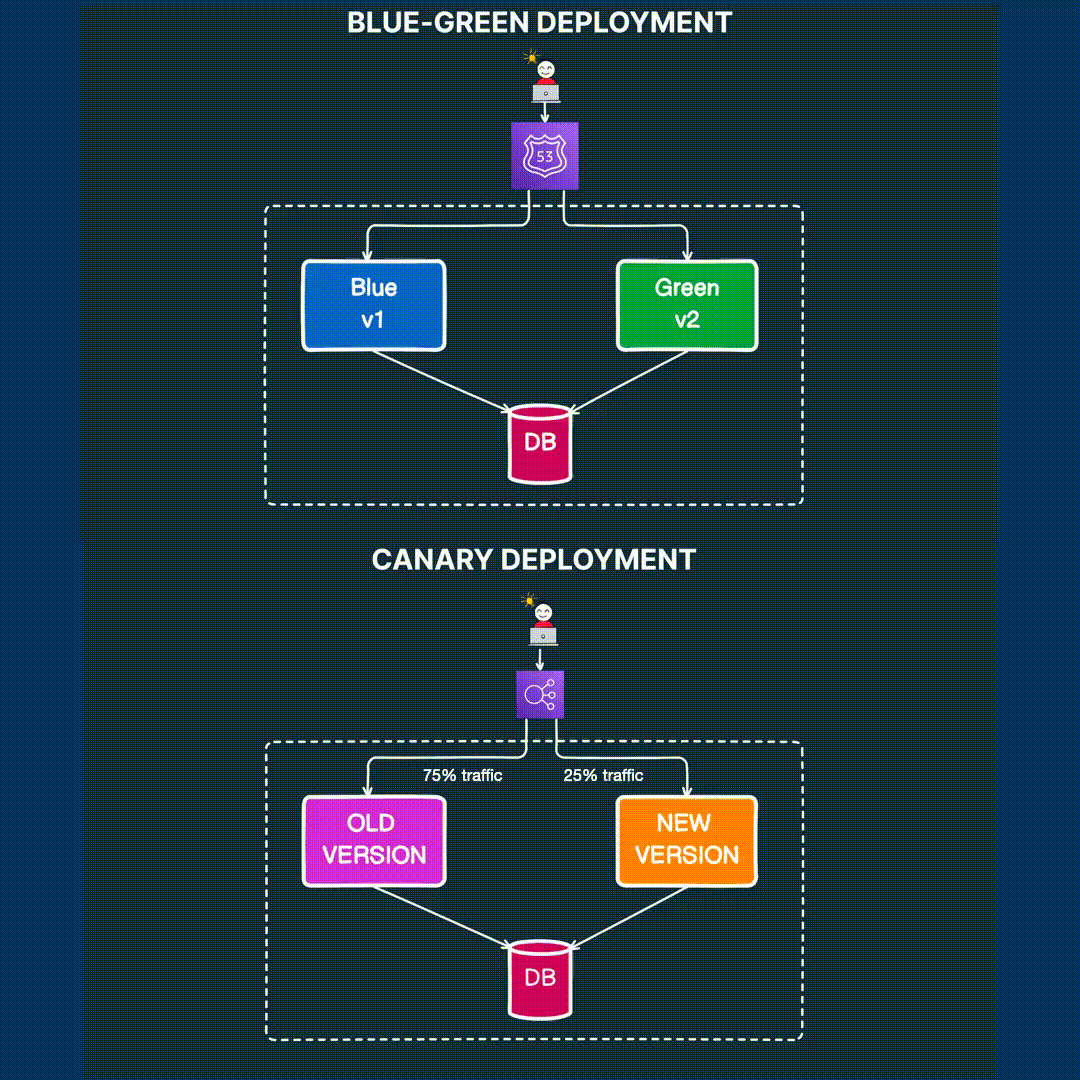 BLUE-GREEN DEPLOYMENT
53
Blue
v1
Green
v2
DB
CANARY DEPLOYMENT
75% traffic
25% traffic
OLD
VERSION
NEW
VERSION
DB